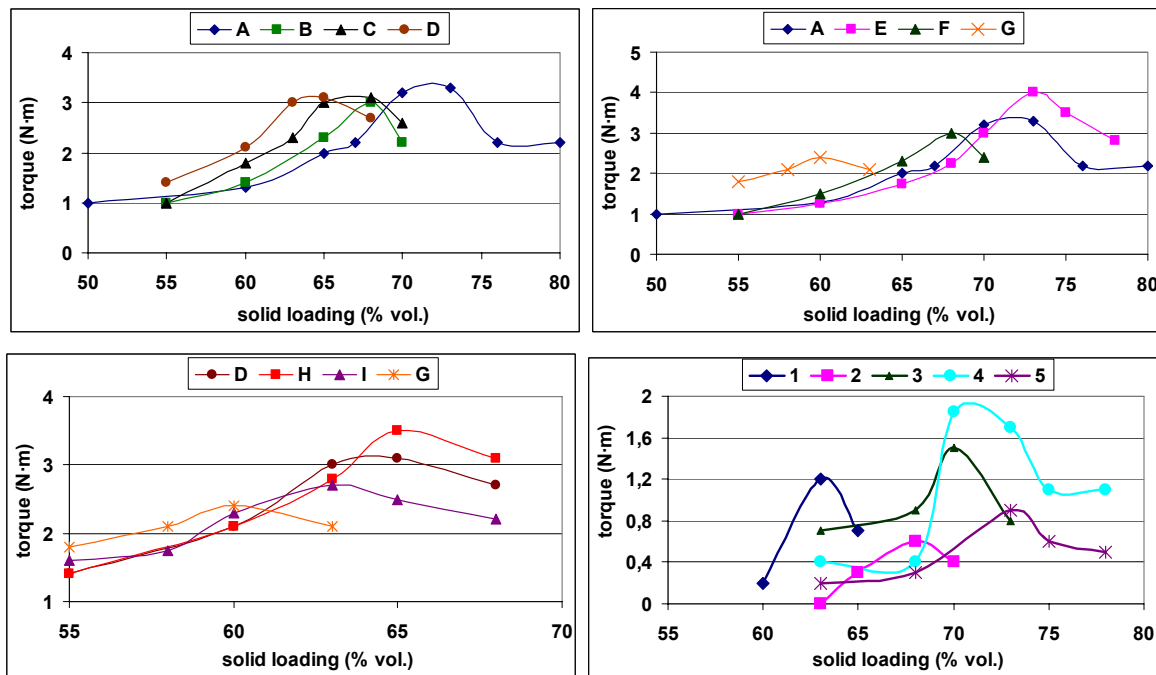 A B C D
4
3
2
1
0
torque (N·m)
50 55 60 65 70 75 80
solid loading (% vol.)
A E F G
5
4
3
2
1
0
torque (N·m)
50 55 60 65 70 75 80
solid loading (% vol.)
D H I G
4
3
2
1
torque (N·m)
55 60 65 70
solid loading (% vol.)
1 2 3 4 5
2
1,6
1,2
0,8
0,4
0
torque (N·m)
55 60 65 70 75 80
solid loading (% vol.)